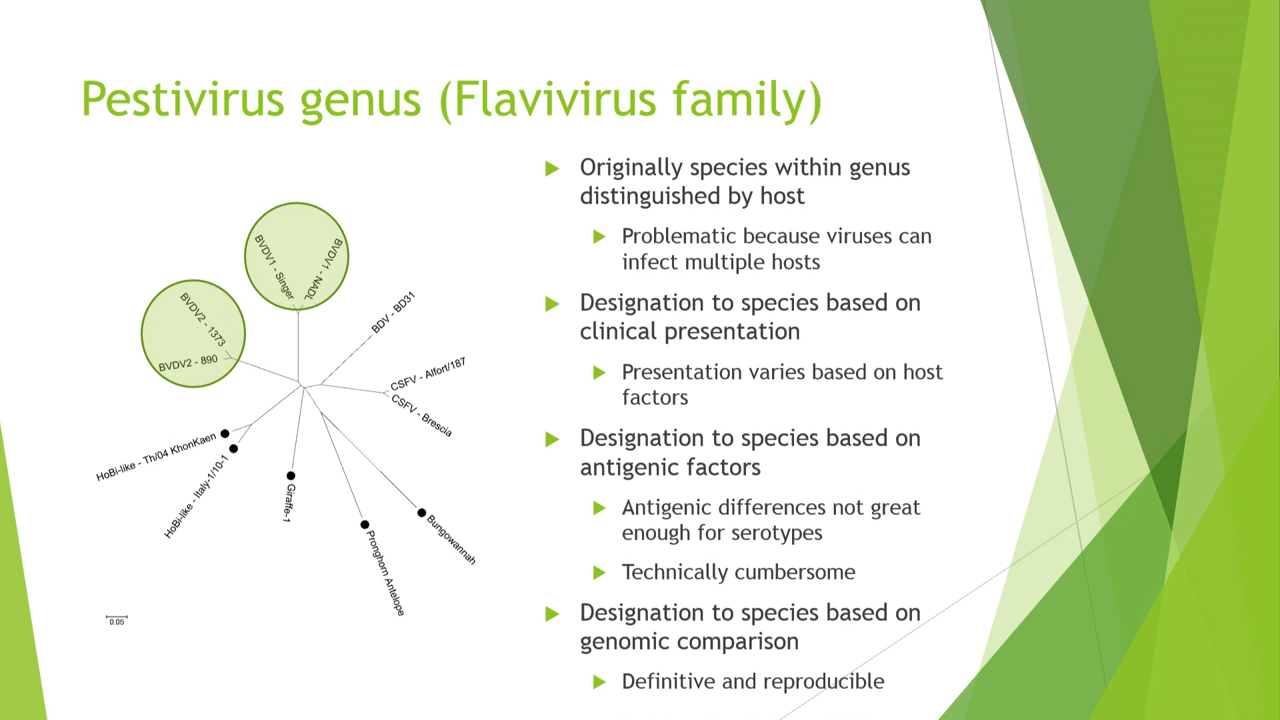 Pestivirus genus (Flavivirus family)
BVDV1 - Singer
BVDV1 - NADL
BVDV2 - 1373
BVDV2 - 890
BDV - BD31
CSFV - Alfort/187
CSFV - Brescia
HoBi-like - Th/04 KhonKaen
HoBi-like - Italy-1/10-1
Giraffe-1
Pronghorn Antelope
Bungowannah
0.05
Originally species within genus
distinguished by host
Problematic because viruses can
infect multiple hosts
Designation to species based on
clinical presentation
Presentation varies based on host
factors
Designation to species based on
antigenic factors
Antigenic differences not great
enough for serotypes
Technically cumbersome
Designation to species based on
genomic comparison
Definitive and reproducible